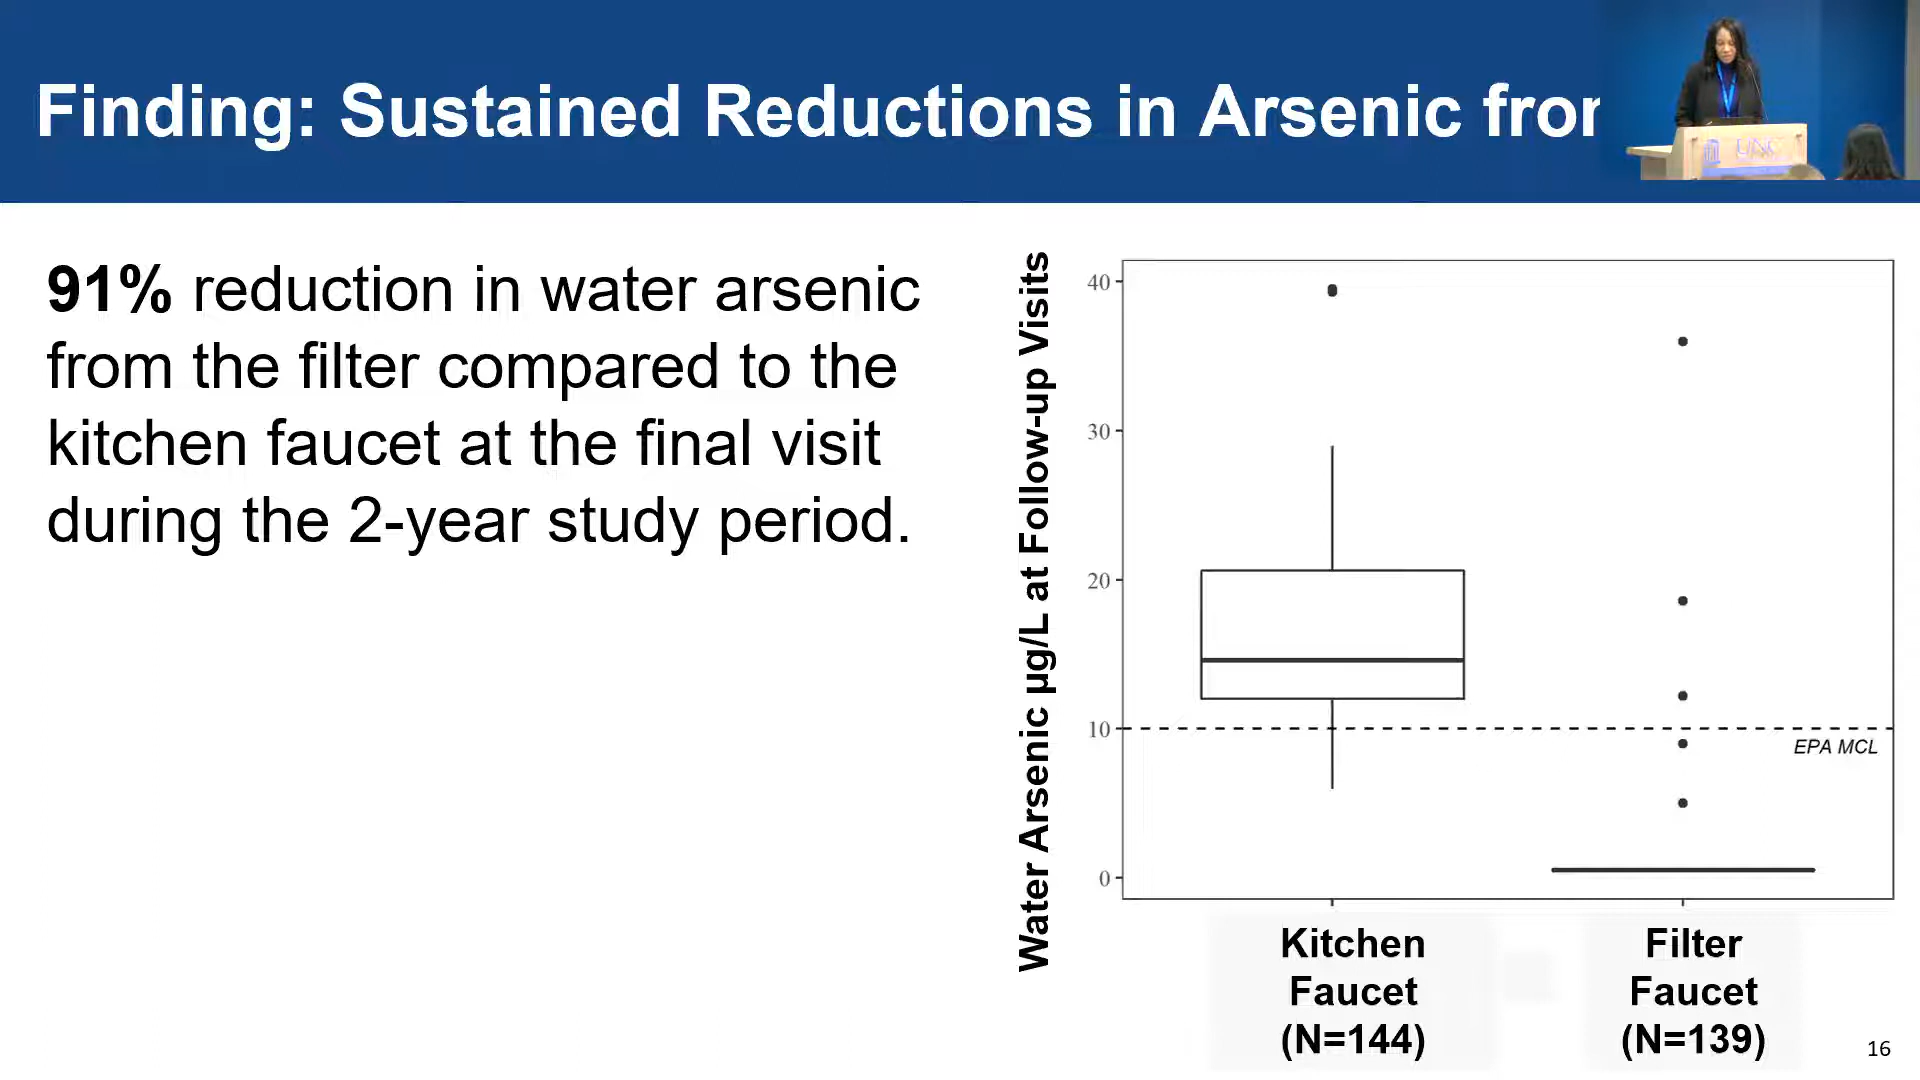 Finding: Sustained Reductions in Arsenic from
UNC
91% reduction in water arsenic
from the filter compared to the
kitchen faucet at the final visit
during the 2-year study period.
Water Arsenic µg/L at Follow-up Visits
40
30
20
10
0
EPA MCL
Kitchen
Faucet
(N=144)
Filter
Faucet
(N=139)
16